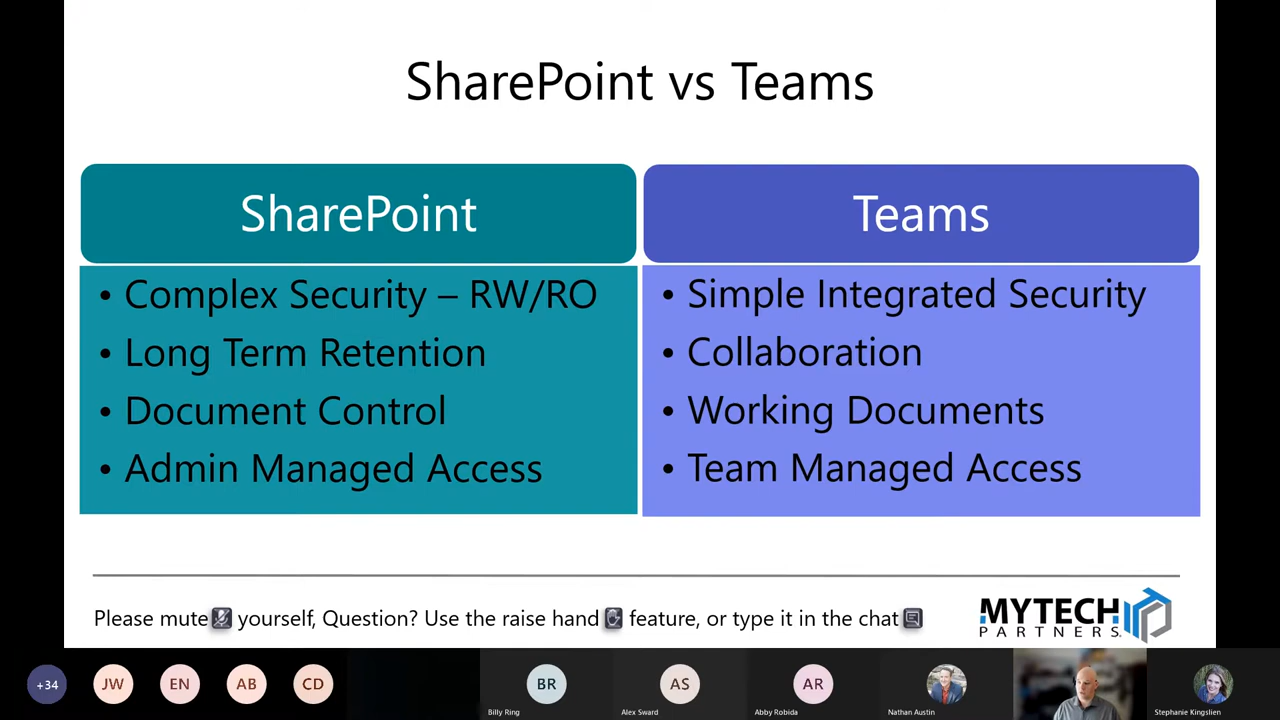 SharePoint vs Teams
SharePoint
• Complex Security – RW/RO
• Long Term Retention
• Document Control
• Admin Managed Access
Teams
• Simple Integrated Security
• Collaboration
• Working Documents
• Team Managed Access
Please mute yourself, Question? Use the raise hand feature, or type it in the chat
MYTECH
PARTNERS
+34
JW
EN
AB
CD
BR
Billy Ring
AS
Alex Sward
AR
Abby Robida
Nathan Austin
Stephanie Kingslien